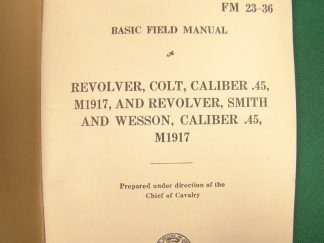 FM 23-36
BASIC FIELD MANUAL
REVOLVER, COLT, CALIBER .45,
M1917, AND REVOLVER, SMITH
AND WESSON, CALIBER .45,
M1917
Prepared under direction of the
Chief of Cavalry